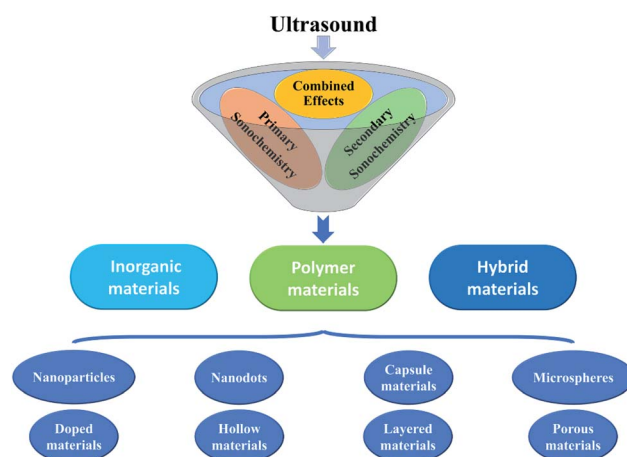 Ultrasound
Combined
Effects
Primary
Sonochemistry
Secondary
Sonochemistry
Inorganic
materials
Polymer
materials
Hybrid
materials
Nanoparticles
Nanodots
Capsule
materials
Microspheres
Doped
materials
Hollow
materials
Layered
materials
Porous
materials